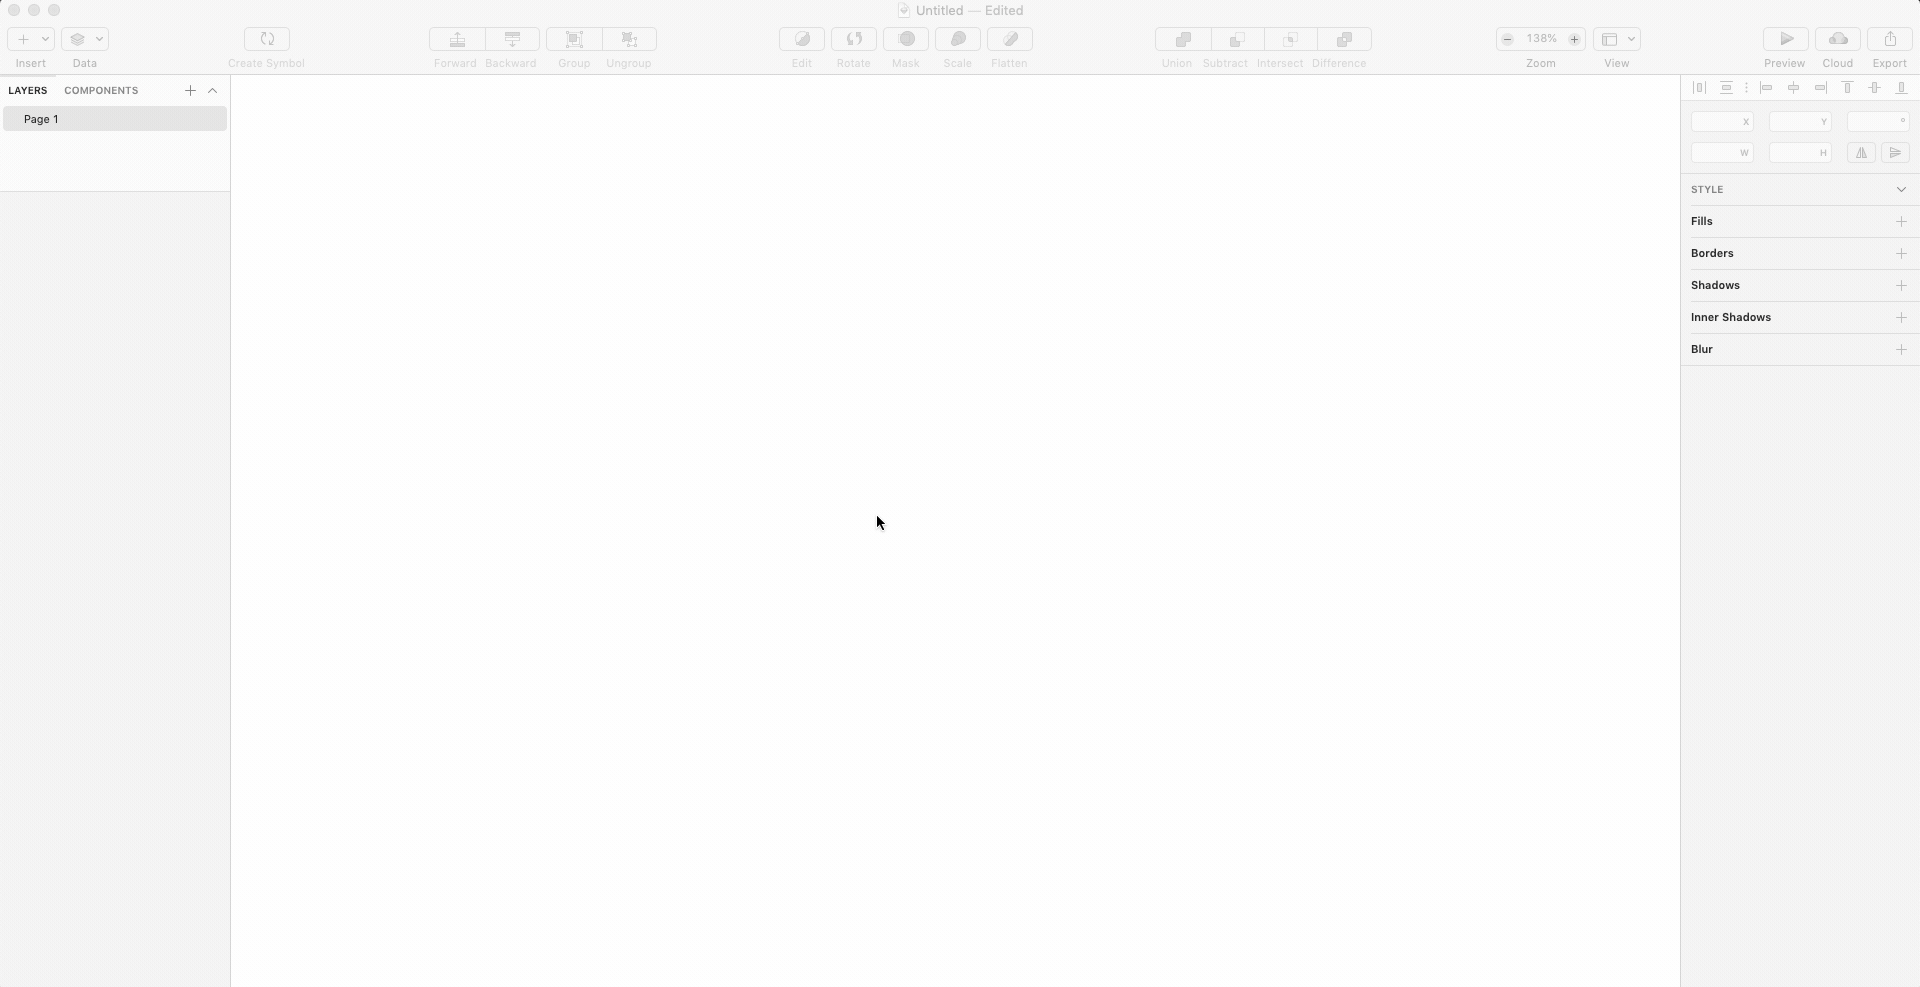 Untitled — Edited
138%
Insert Data Create Symbol Forward Backward Group Ungroup Edit Rotate Mask Scale Flatten Union Subtract Intersect Difference Zoom View Preview Cloud Export
LAYERS COMPONENTS
Page 1
X Y °
W H
STYLE
Fills
Borders
Shadows
Inner Shadows
Blur